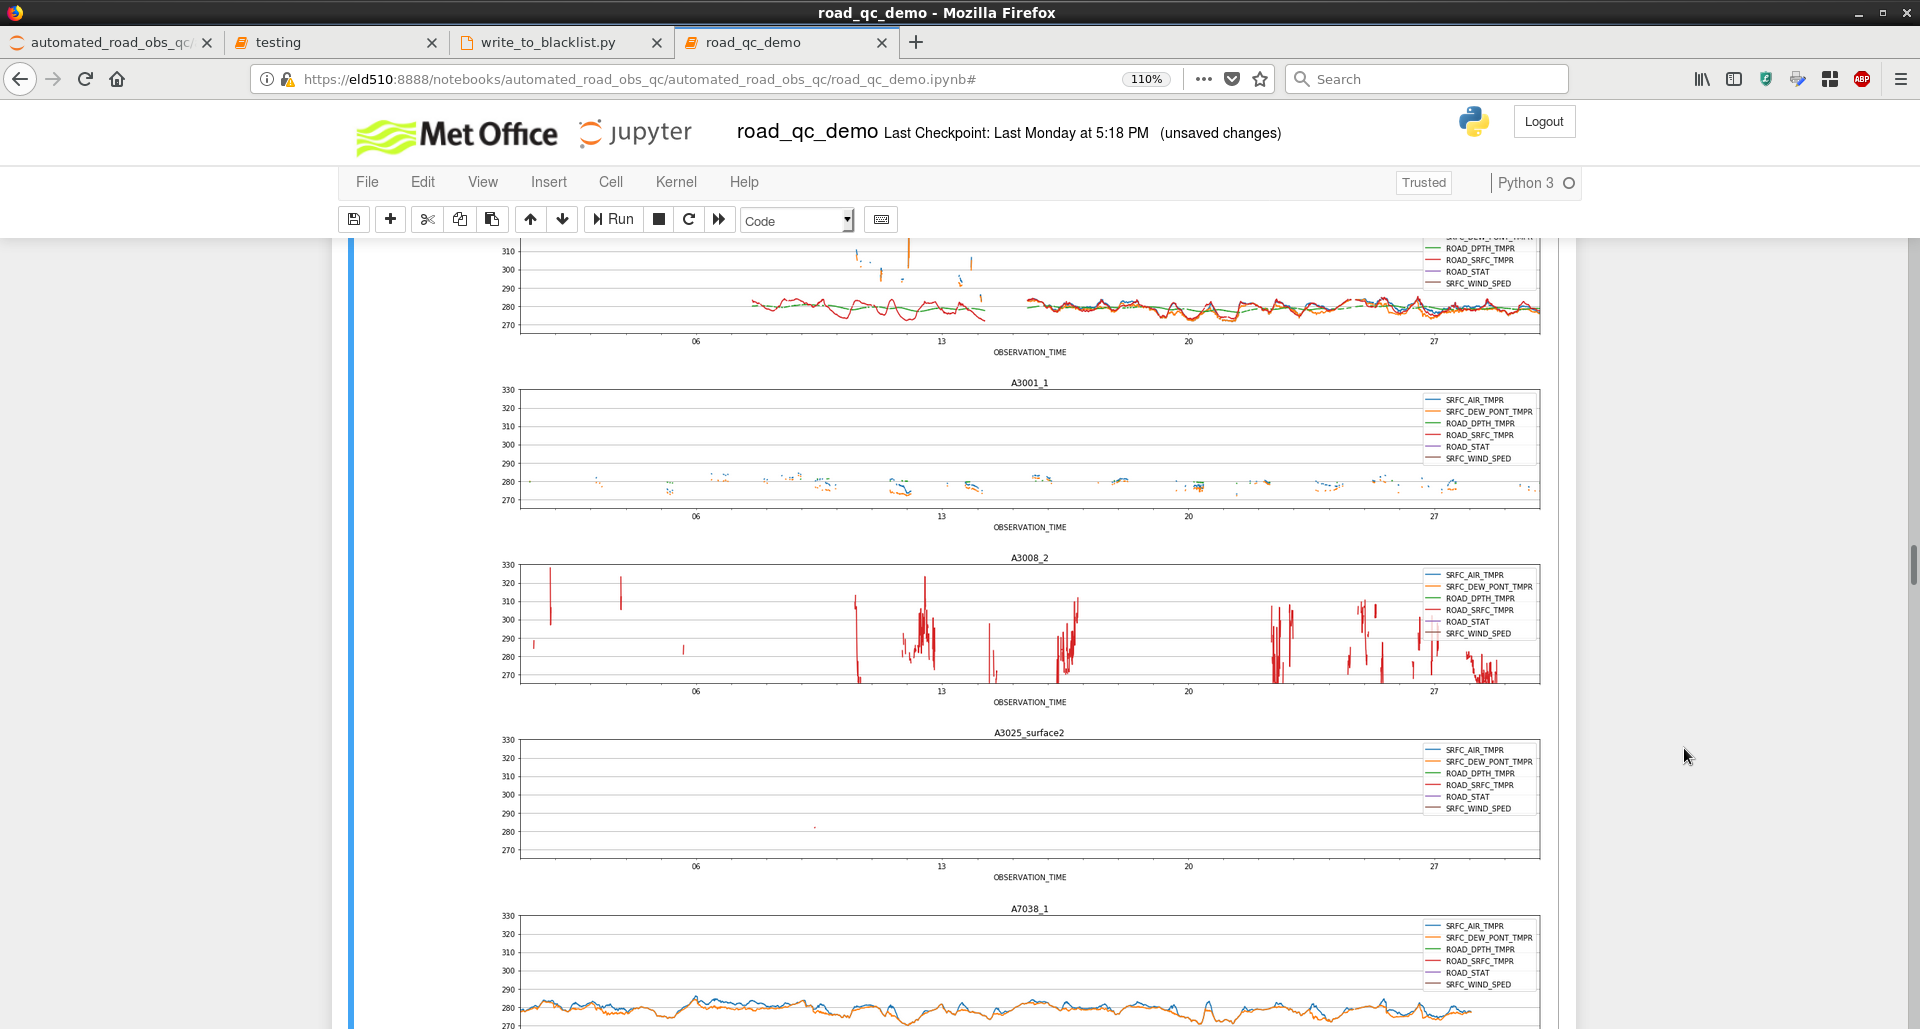 road_qc_demo - Mozilla Firefox
automated_road_obs_qc/ testing write_to_blacklist.py road_qc_demo
https://eld510:8888/notebooks/automated_road_obs_qc/automated_road_obs_qc/road_qc_demo.ipynb# 110% Search ABP
Met Office jupyter road_qc_demo Last Checkpoint: Last Monday at 5:18 PM (unsaved changes) Logout
File Edit View Insert Cell Kernel Help Trusted Python 3
Run Code
SRFC_DEW_PONT_TMPR
310
ROAD_DPTH_TMPR
ROAD_SRFC_TMPR
300
ROAD_STAT
SRFC_WIND_SPED
290
280
270
06 13 20 27
OBSERVATION_TIME
A3001_1
330
SRFC_AIR_TMPR
320
SRFC_DEW_PONT_TMPR
ROAD_DPTH_TMPR
310
ROAD_SRFC_TMPR
300
ROAD_STAT
SRFC_WIND_SPED
290
280
270
06 13 20 27
OBSERVATION_TIME
A3008_2
330
SRFC_AIR_TMPR
320
SRFC_DEW_PONT_TMPR
ROAD_DPTH_TMPR
310
ROAD_SRFC_TMPR
300
ROAD_STAT
SRFC_WIND_SPED
290
280
270
06 13 20 27
OBSERVATION_TIME
A3025_surface2
330
SRFC_AIR_TMPR
320
SRFC_DEW_PONT_TMPR
ROAD_DPTH_TMPR
310
ROAD_SRFC_TMPR
300
ROAD_STAT
SRFC_WIND_SPED
290
280
270
06 13 20 27
OBSERVATION_TIME
A7038_1
330
SRFC_AIR_TMPR
320
SRFC_DEW_PONT_TMPR
ROAD_DPTH_TMPR
310
ROAD_SRFC_TMPR
300
ROAD_STAT
SRFC_WIND_SPED
290
280
270